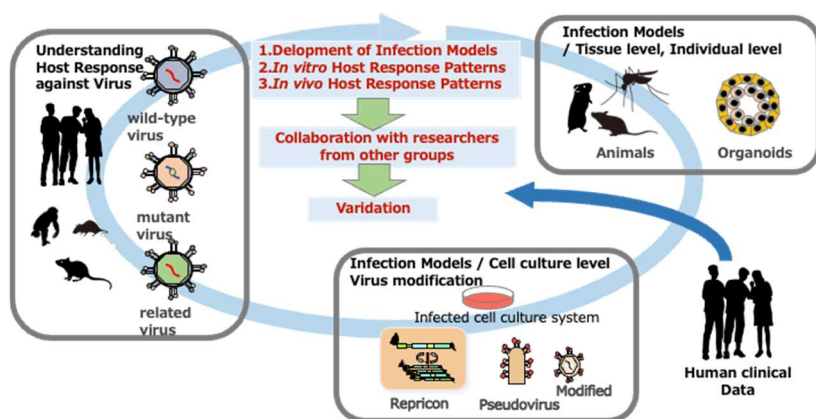 Understanding
Host Response
against Virus
wild-type
virus
mutant
virus
related
virus
1.Delopment of Infection Models
2.In vitro Host Response Patterns
3.In vivo Host Response Patterns
Collaboration with researchers
from other groups
Varidation
Infection Models
/ Tissue level, Individual level
Animals
Organoids
Infection Models / Cell culture level
Virus modification
Infected cell culture system
Repricon
Pseudovirus
Modified
Human clinical
Data